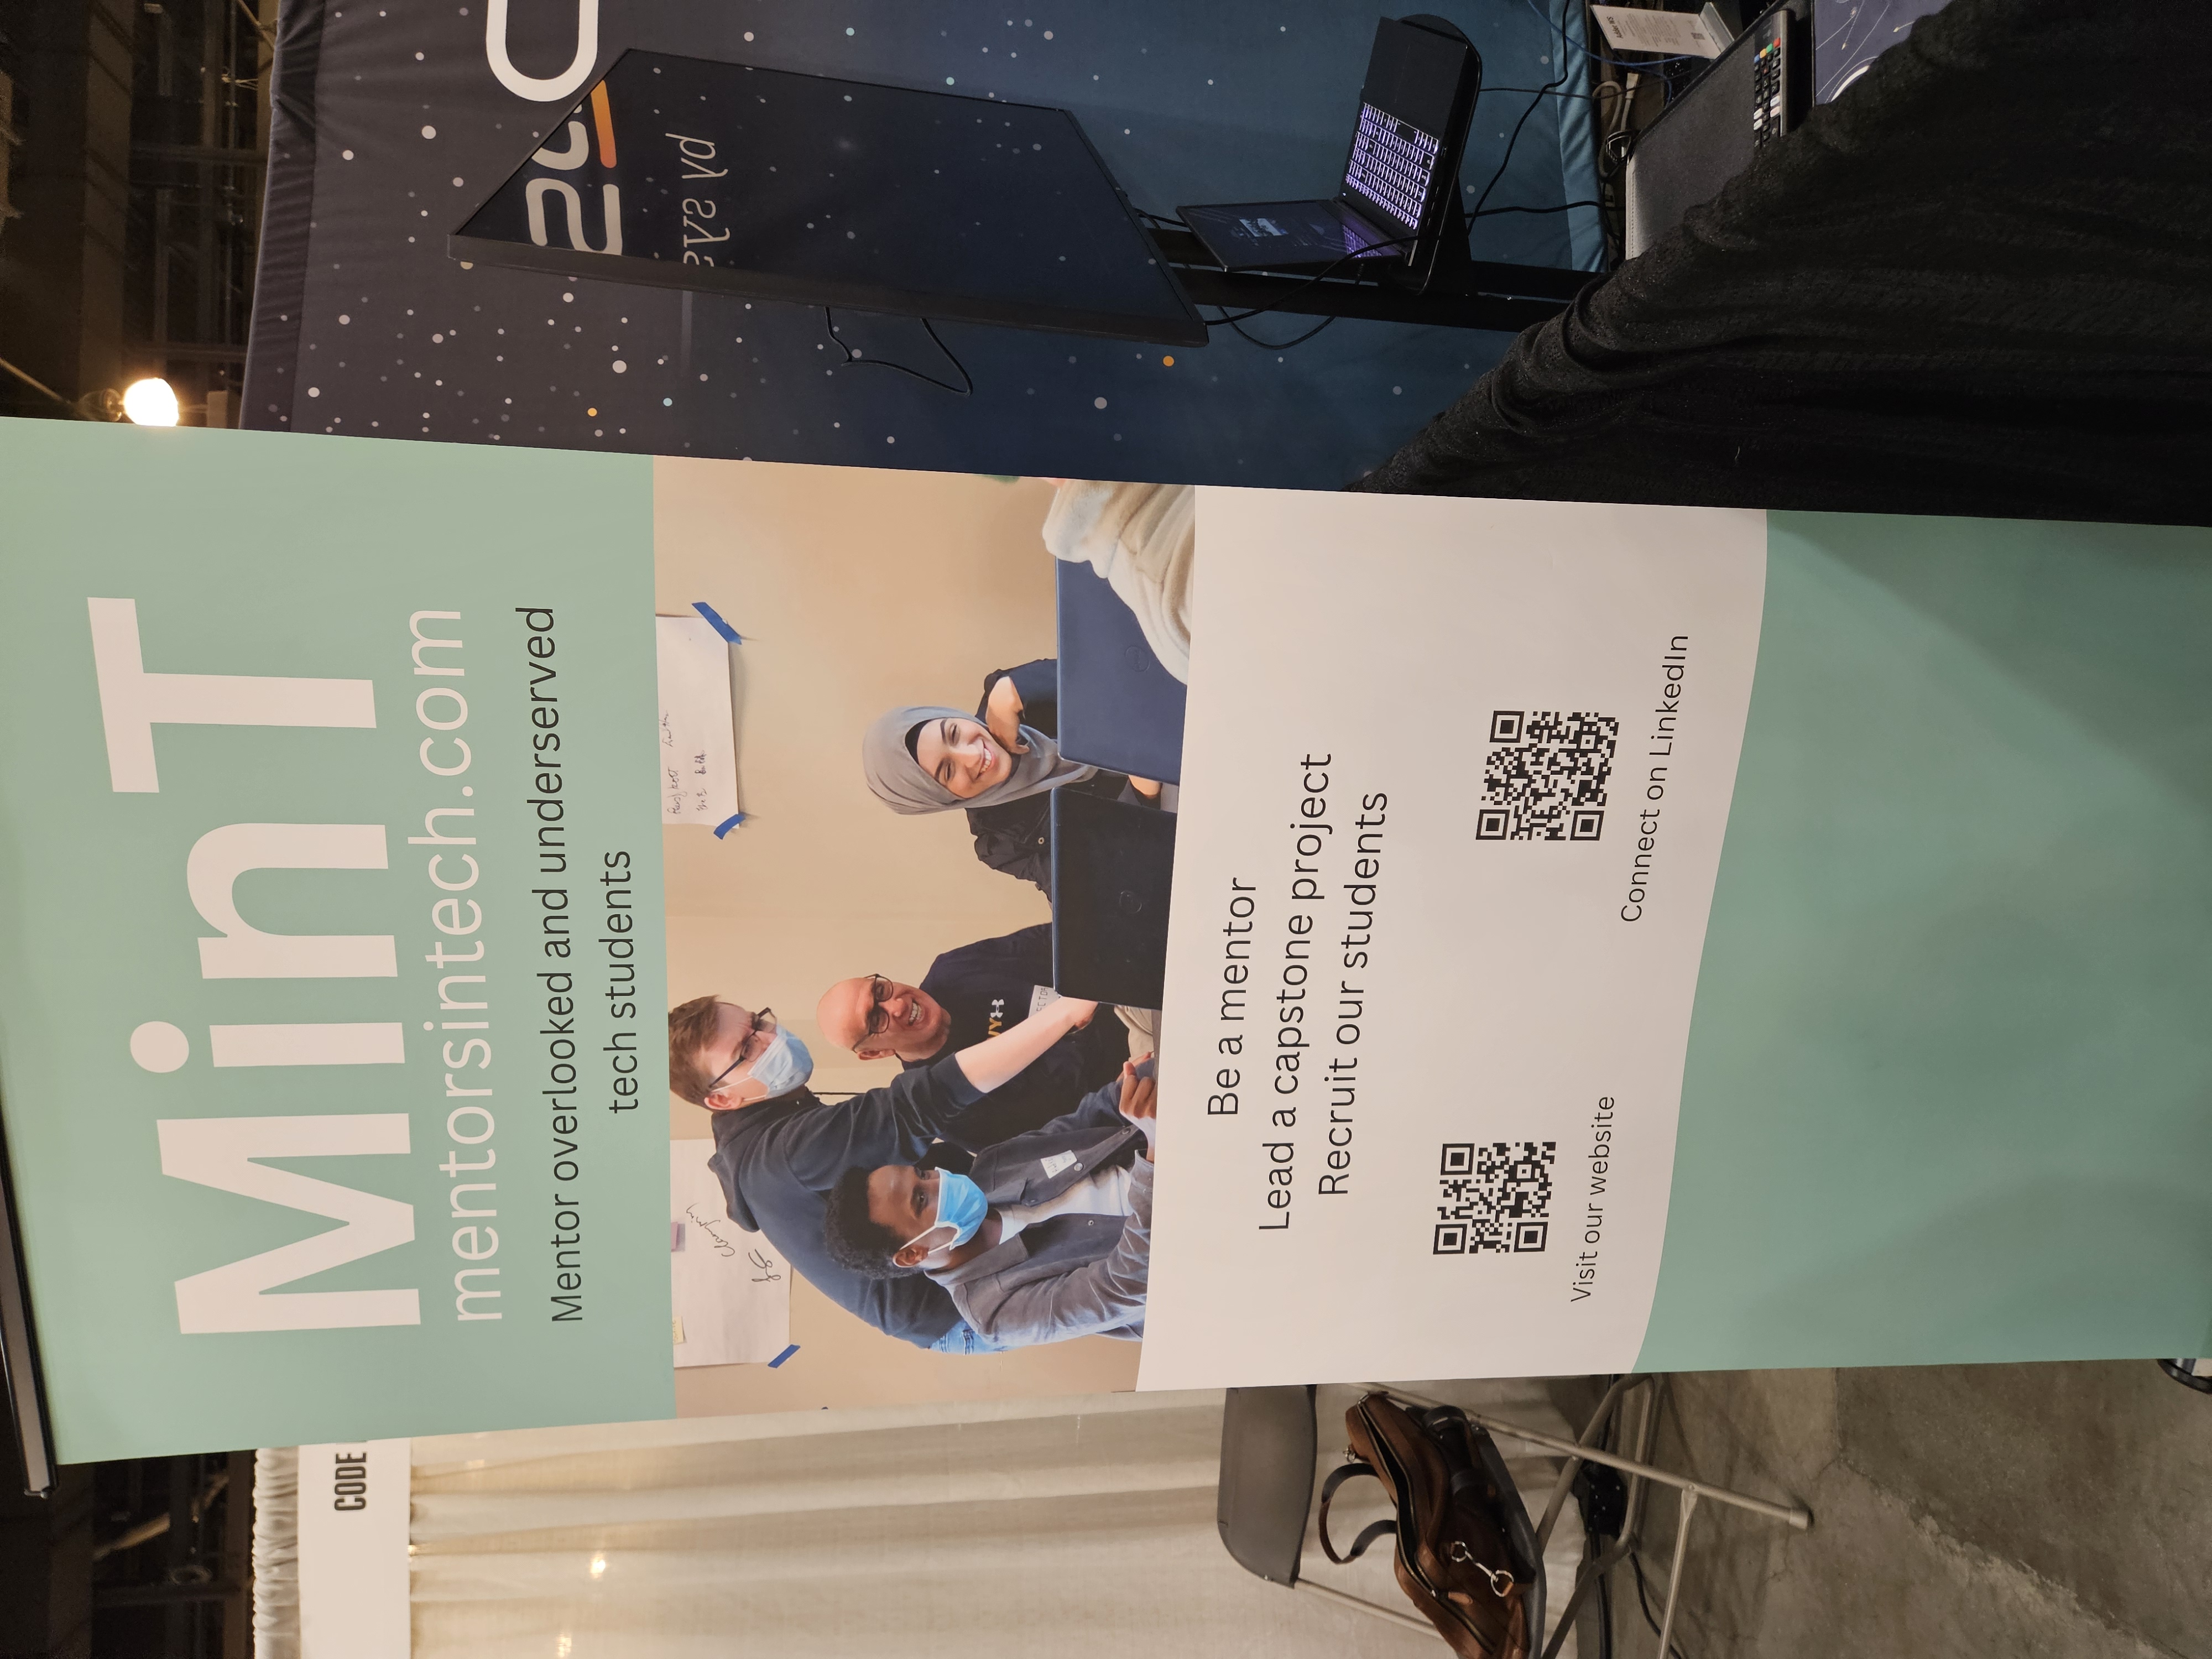 MinT
mentorsintech.com
Mentor overlooked and underserved
tech students
Be a mentor
Lead a capstone project
Recruit our students
Visit our website
Connect on LinkedIn
CODE
by sys